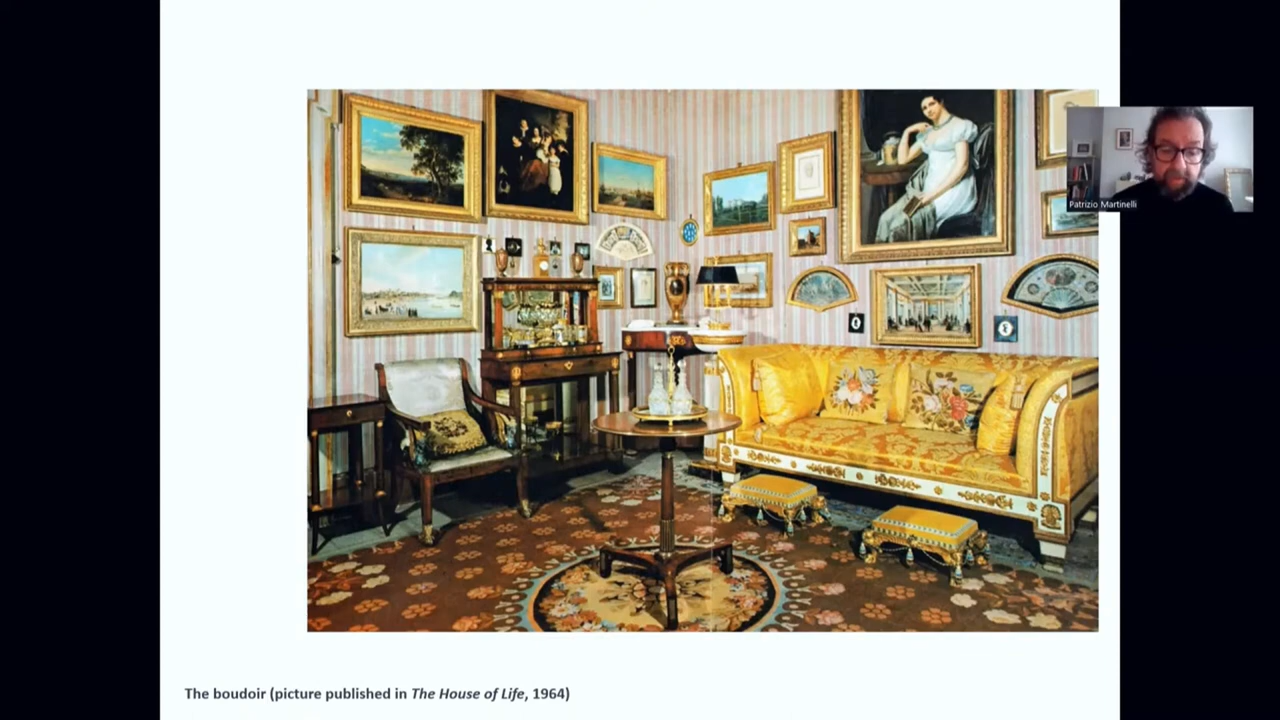 Patrizio Martinelli
The boudoir (picture published in The House of Life, 1964)